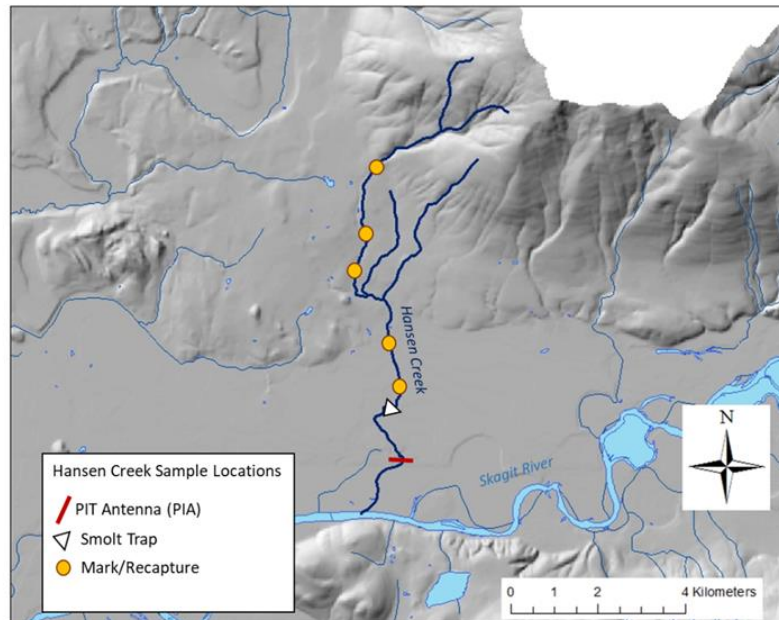 Hansen Creek
Skagit River
N
Hansen Creek Sample Locations
PIT Antenna (PIA)
Smolt Trap
Mark/Recapture
0 1 2 4 Kilometers